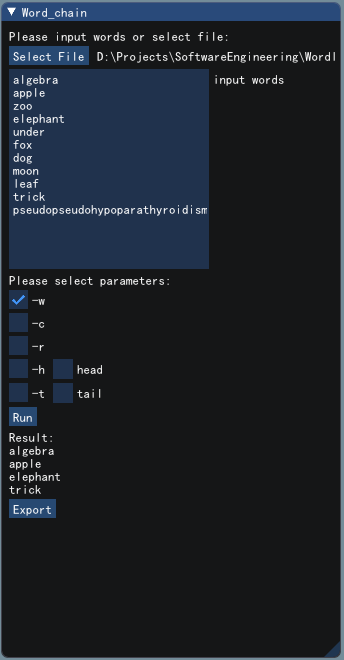 Word_chain
Please input words or select file:
Select File D:\Projects\SoftwareEngineering\Wordl
algebra input words
apple
zoo
elephant
under
fox
dog
moon
leaf
trick
pseudopseudohypoparathyroidism
Please select parameters:
-w
-c
-r
-h head
-t tail
Run
Result:
algebra
apple
elephant
trick
Export